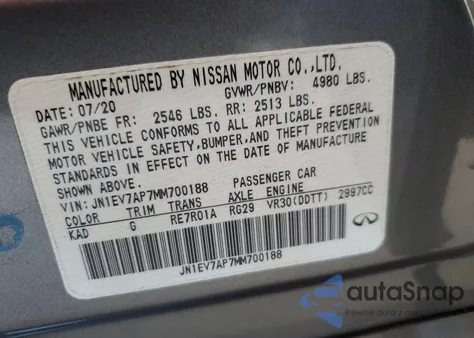 MANUFACTURED BY NISSAN MOTOR CO.,LTD.
DATE: 07/20 GVWR/PNBV: 4980 LBS.
GAWR/PNBE FR: 2546 LBS. RR: 2513 LBS.
THIS VEHICLE CONFORMS TO ALL APPLICABLE FEDERAL
MOTOR VEHICLE SAFETY,BUMPER,AND THEFT PREVENTION
STANDARDS IN EFFECT ON THE DATE OF MANUFACTURE
SHOWN ABOVE.
VIN: JN1EV7AP7MM700188 PASSENGER CAR
COLOR TRIM TRANS AXLE ENGINE
KAD G RE7R01A RG29 VR30(DDTT) 2997CC
JN1EV7AP7MM700188
autoSnap
Pewne auta z